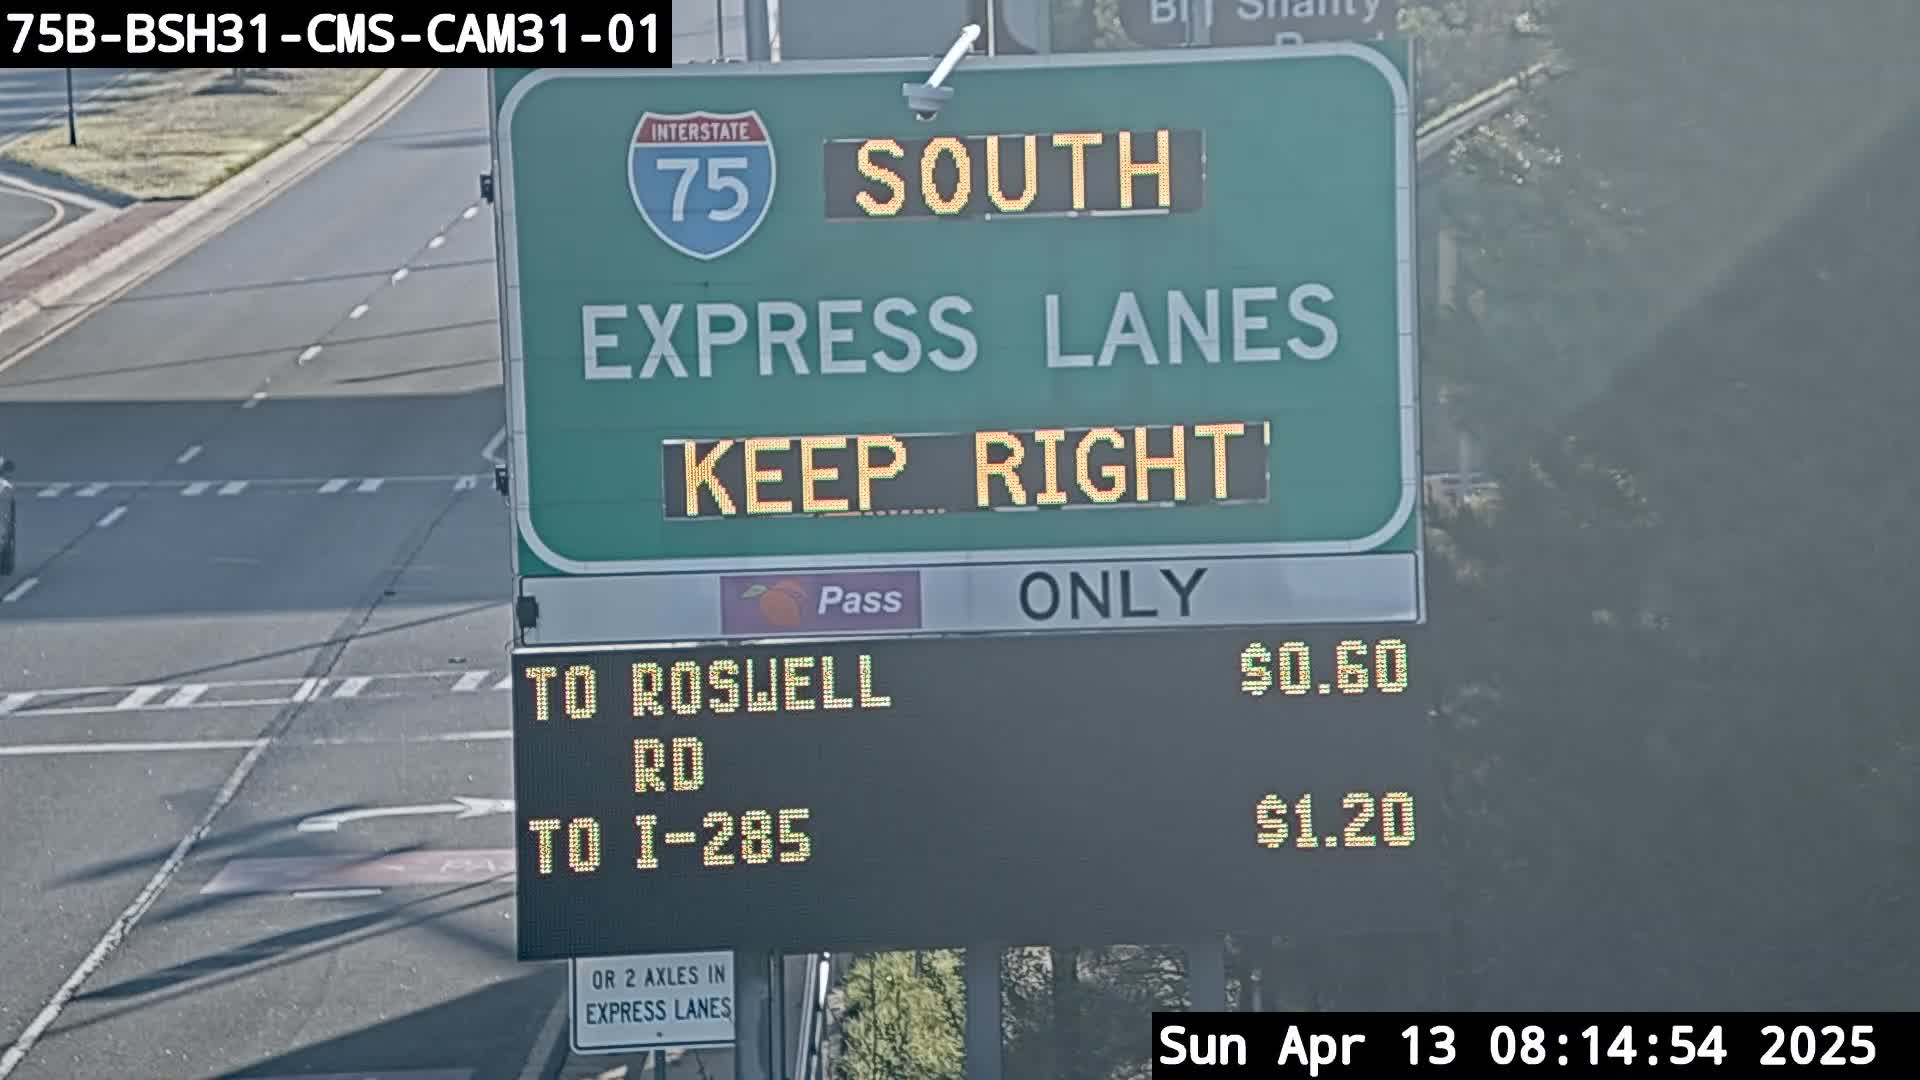 75B-BSH31-CMS-CAM31-01
Shanty
INTERSTATE
75
SOUTH
EXPRESS LANES
KEEP RIGHT
Pass ONLY
TO ROSWELL $0.60
RD
TO I-285 $1.20
OR 2 AXLES IN
EXPRESS LANES
Sun Apr 13 08:14:54 2025